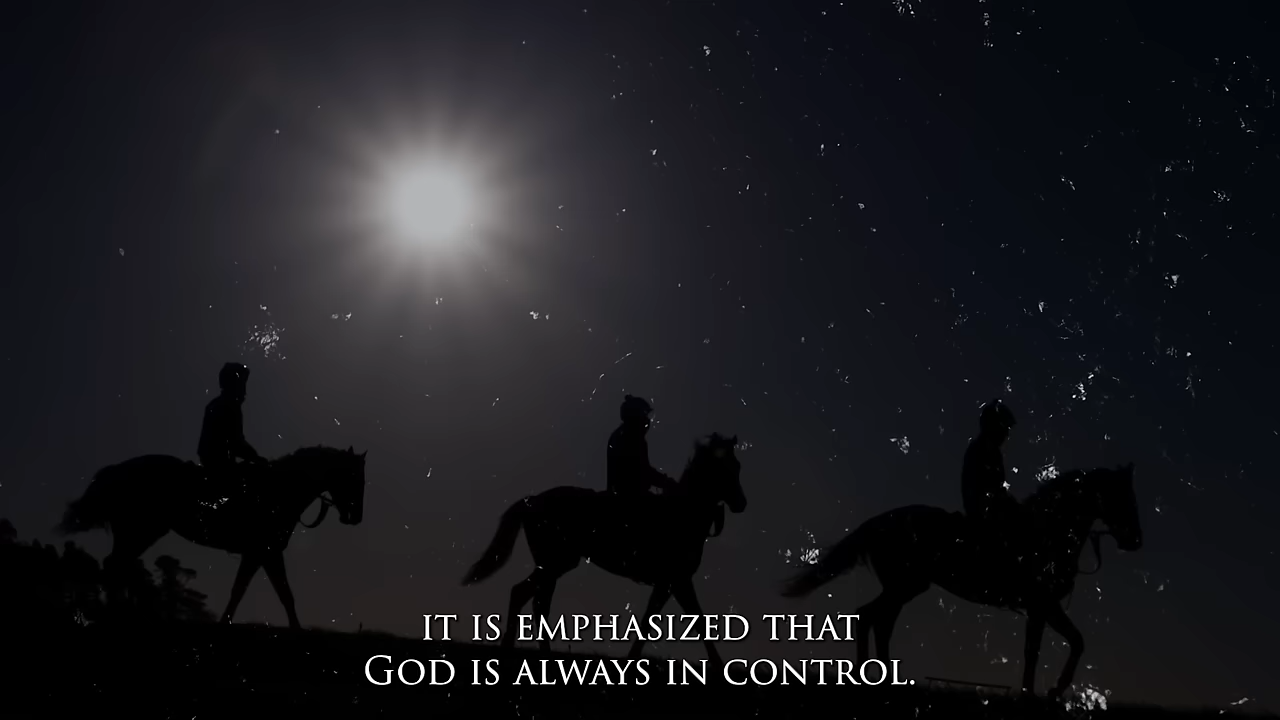 it is emphasized that
God is always in control.